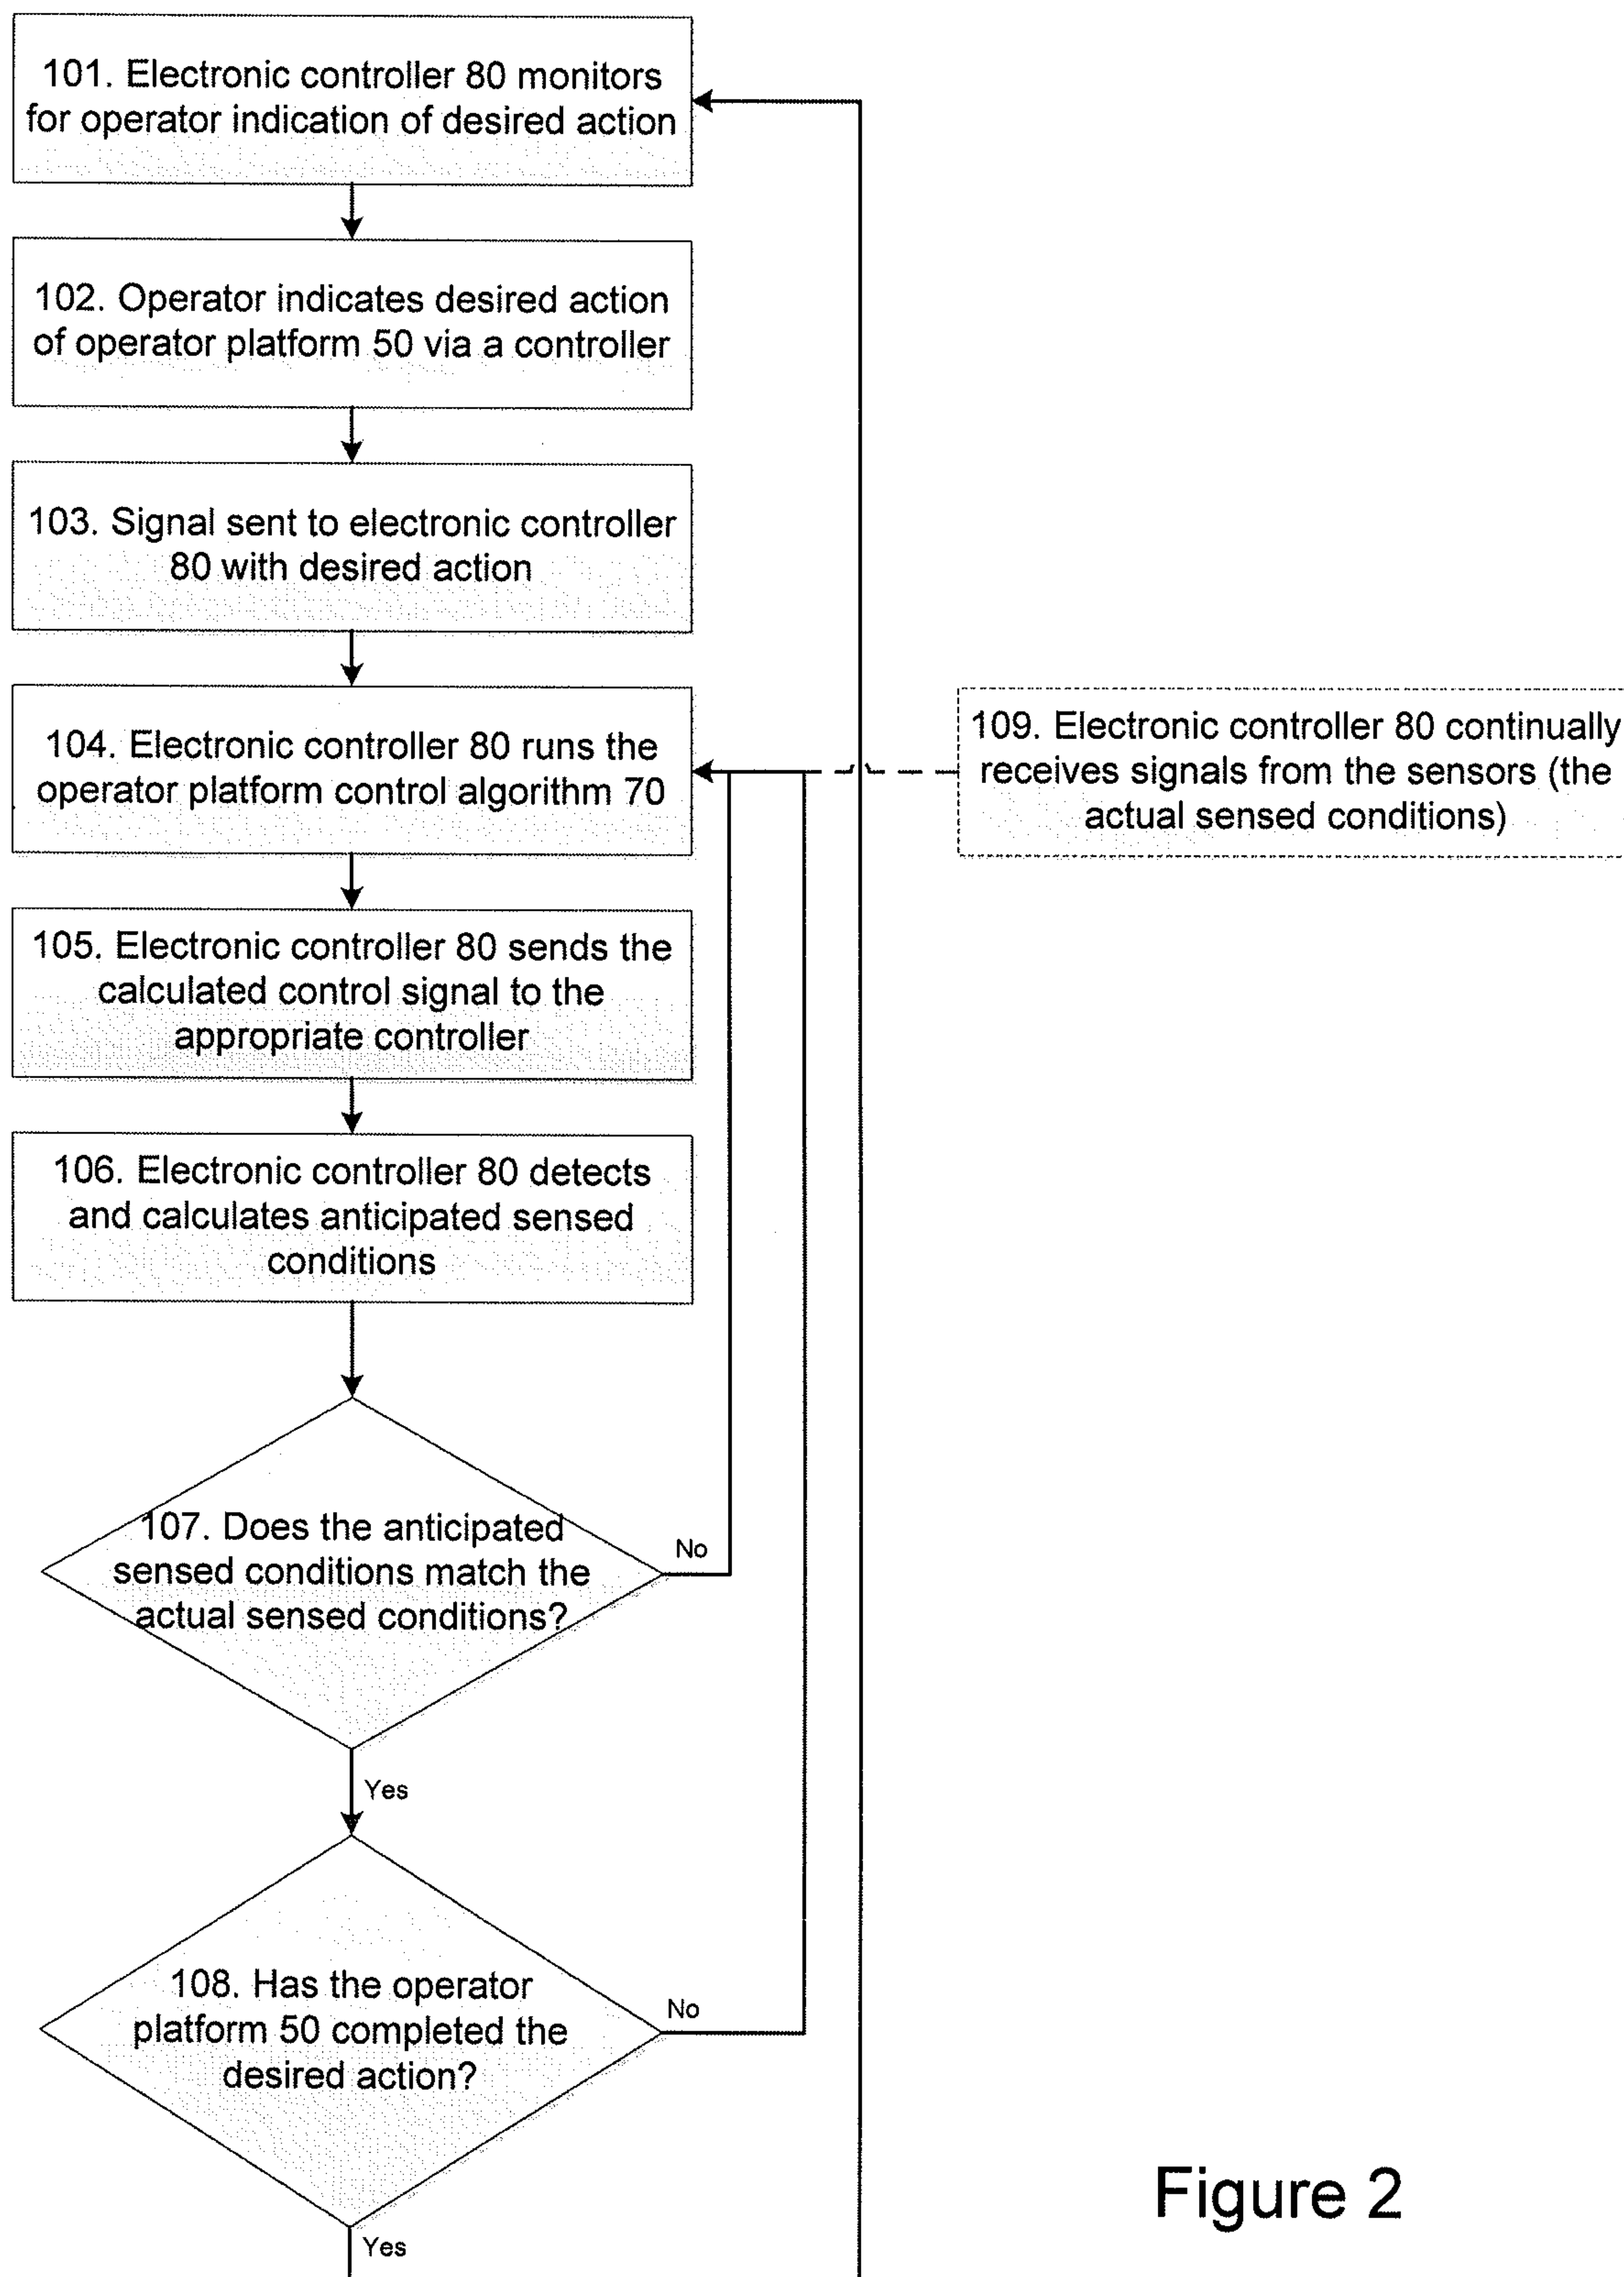 101. Electronic controller 80 monitors
for operator indication of desired action
102. Operator indicates desired action
of operator platform 50 via a controller
103. Signal sent to electronic controller
80 with desired action
104. Electronic controller 80 runs the
operator platform control algorithm 70
109. Electronic controller 80 continually
receives signals from the sensors (the
actual sensed conditions)
105. Electronic controller 80 sends the
calculated control signal to the
appropriate controller
106. Electronic controller 80 detects
and calculates anticipated sensed
conditions
107. Does the anticipated
sensed conditions match the
actual sensed conditions?
No
Yes
108. Has the operator
platform 50 completed the
desired action?
No
Yes
Figure 2